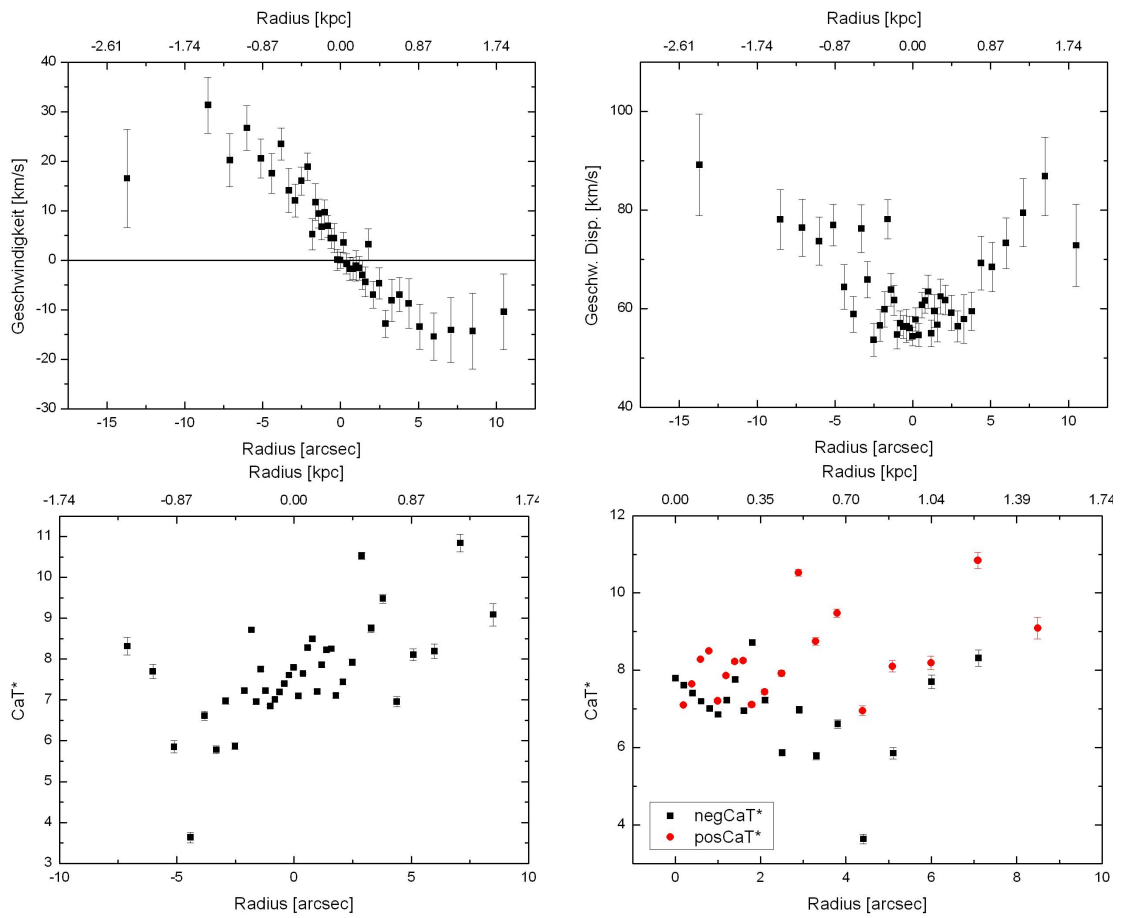 Radius [kpc]
-2.61 -1.74 -0.87 0.00 0.87 1.74
40
30
20
10
0
-10
-20
-30
Geschwindigkeit [km/s]
-15 -10 -5 0 5 10
Radius [arcsec]
Radius [kpc]
-2.61 -1.74 -0.87 0.00 0.87 1.74
100
80
60
40
Geschw. Disp. [km/s]
-15 -10 -5 0 5 10
Radius [arcsec]
Radius [kpc]
-1.74 -0.87 0.00 0.87 1.74
11
10
9
8
7
6
5
4
3
CaT*
-10 -5 0 5 10
Radius [arcsec]
Radius [kpc]
0.00 0.35 0.70 1.04 1.39 1.74
12
10
8
6
4
CaT*
negCaT*
posCaT*
0 2 4 6 8 10
Radius [arcsec]